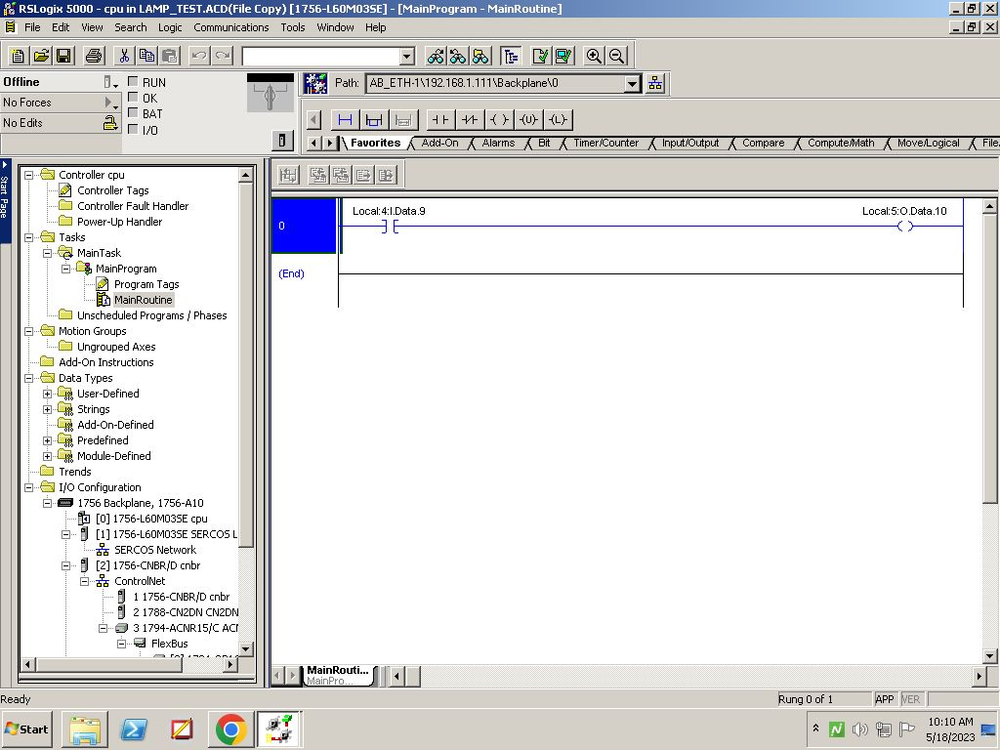 RSLogix 5000 - cpu in LAMP_TEST.ACD(File Copy) [1756-L60M03SE] - [MainProgram - MainRoutine]
File Edit View Search Logic Communications Tools Window Help
Offline
RUN
No Forces
OK
BAT
No Edits
I/O
Path: AB_ETH-1\192.168.1.111\Backplane\0
Favorites Add-On Alarms Bit Timer/Counter Input/Output Compare Compute/Math Move/Logical File
Start Page
Controller cpu
Controller Tags
Controller Fault Handler
Power-Up Handler
Tasks
MainTask
MainProgram
Program Tags
MainRoutine
Unscheduled Programs / Phases
Motion Groups
Ungrouped Axes
Add-On Instructions
Data Types
User-Defined
Strings
Add-On-Defined
Predefined
Module-Defined
Trends
I/O Configuration
1756 Backplane, 1756-A10
[0] 1756-L60M03SE cpu
[1] 1756-L60M03SE SERCOS
SERCOS Network
[2] 1756-CNBR/D cnbr
ControlNet
1 1756-CNBR/D cnbr
2 1788-CN2DN CN2DN
3 1794-ACNR15/C
FlexBus
Local:4:I.Data.9
Local:5:O.Data.10
0
(End)
MainRouti...
MainPro...
Ready
Rung 0 of 1
APP
VER
Start
10:10 AM
5/18/2023